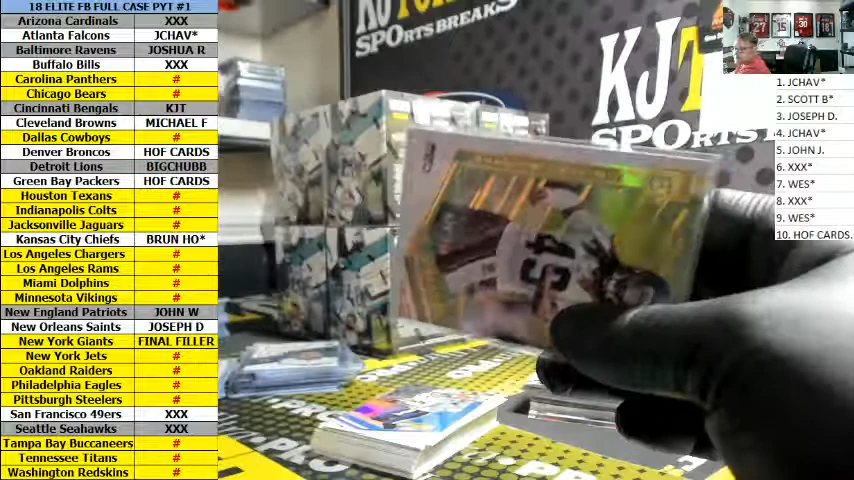 18 ELITE FB FULL CASE PYT #1
Arizona Cardinals XXX
Atlanta Falcons JCHAV*
Baltimore Ravens JOSHUA R
Buffalo Bills XXX
Carolina Panthers #
Chicago Bears #
Cincinnati Bengals KJT
Cleveland Browns MICHAEL F
Dallas Cowboys #
Denver Broncos HOF CARDS
Detroit Lions BIGCHUBB
Green Bay Packers HOF CARDS
Houston Texans #
Indianapolis Colts #
Jacksonville Jaguars #
Kansas City Chiefs BRUN HO*
Los Angeles Chargers #
Los Angeles Rams #
Miami Dolphins #
Minnesota Vikings #
New England Patriots JOHN W
New Orleans Saints JOSEPH D
New York Giants FINAL FILLER
New York Jets #
Oakland Raiders #
Philadelphia Eagles #
Pittsburgh Steelers #
San Francisco 49ers XXX
Seattle Seahawks XXX
Tampa Bay Buccaneers #
Tennessee Titans #
Washington Redskins #
SPORTS BREAKS
KJT
SPORTS
45
27
15
30
18
1. JCHAV*
2. SCOTT B*
3. JOSEPH D.
4. JCHAV*
5. JOHN J.
6. XXX*
7. WES*
8. XXX*
9. WES*
10. HOF CARDS.